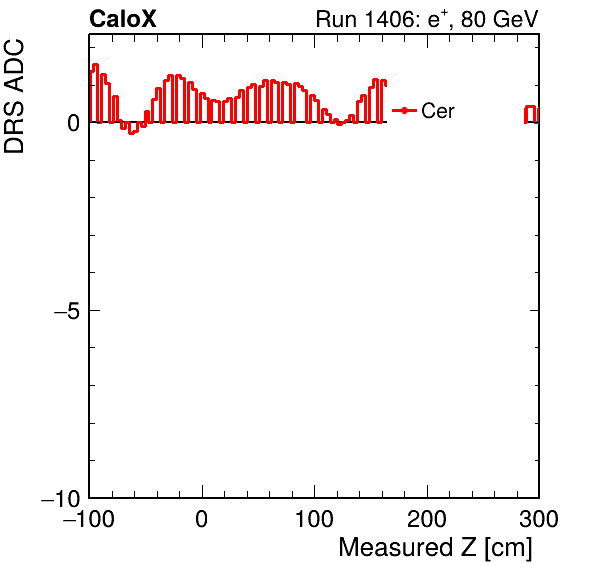 CaloX Run 1406: e⁺, 80 GeV
DRS ADC
Cer
0
−5
−10
−100 0 100 200 300
Measured Z [cm]